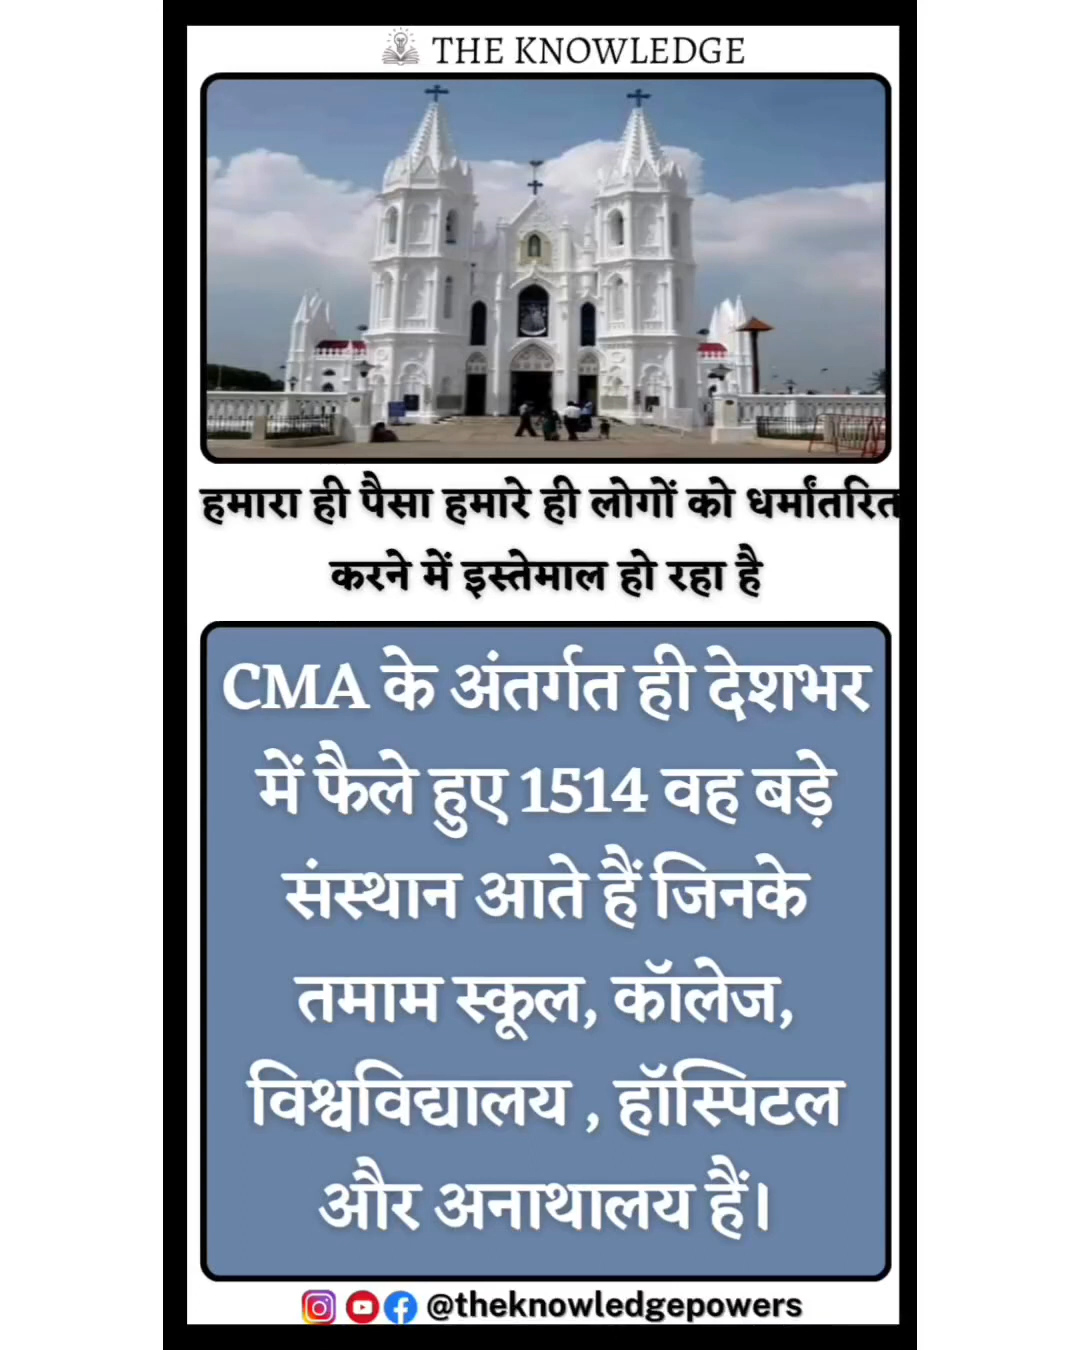 THE KNOWLEDGE
हमारा ही पैसा हमारे ही लोगों को धर्मांतरित
करने में इस्तेमाल हो रहा है
CMA के अंतर्गत ही देशभर
में फैले हुए 1514 वह बड़े
संस्थान आते हैं जिनके
तमाम स्कूल, कॉलेज,
विश्वविद्यालय , हॉस्पिटल
और अनाथालय हैं।
@theknowledgepowers